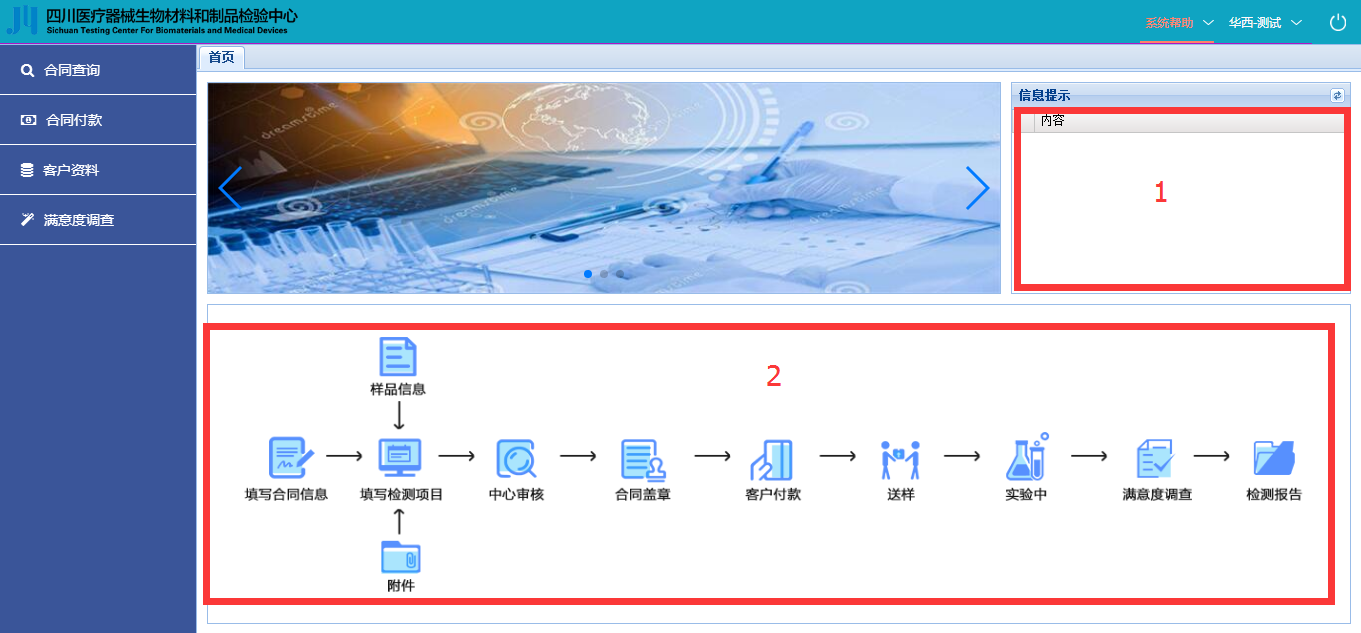 四川医疗器械生物材料和制品检验中心
Sichuan Testing Center For Biomaterials and Medical Devices
系统帮助
华西-测试
合同查询
合同付款
客户资料
满意度调查
首页
dreamstime
dreamstime
dreamstime
信息提示
内容
1
2
样品信息
填写合同信息
填写检测项目
中心审核
合同盖章
客户付款
送样
实验中
满意度调查
检测报告
附件